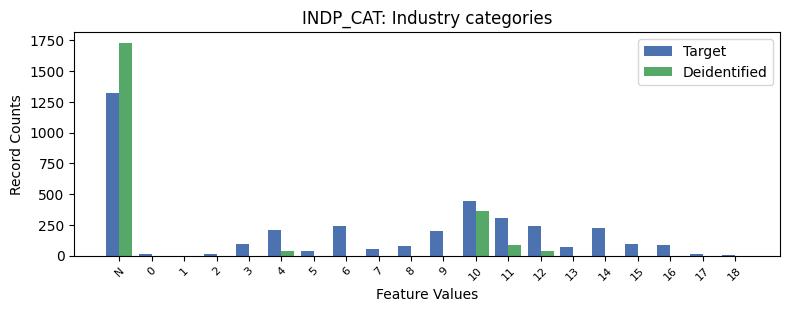 INDP_CAT: Industry categories
Target
Deidentified
Record Counts
1750
1500
1250
1000
750
500
250
0
N 0 1 2 3 4 5 6 7 8 9 10 11 12 13 14 15 16 17 18
Feature Values